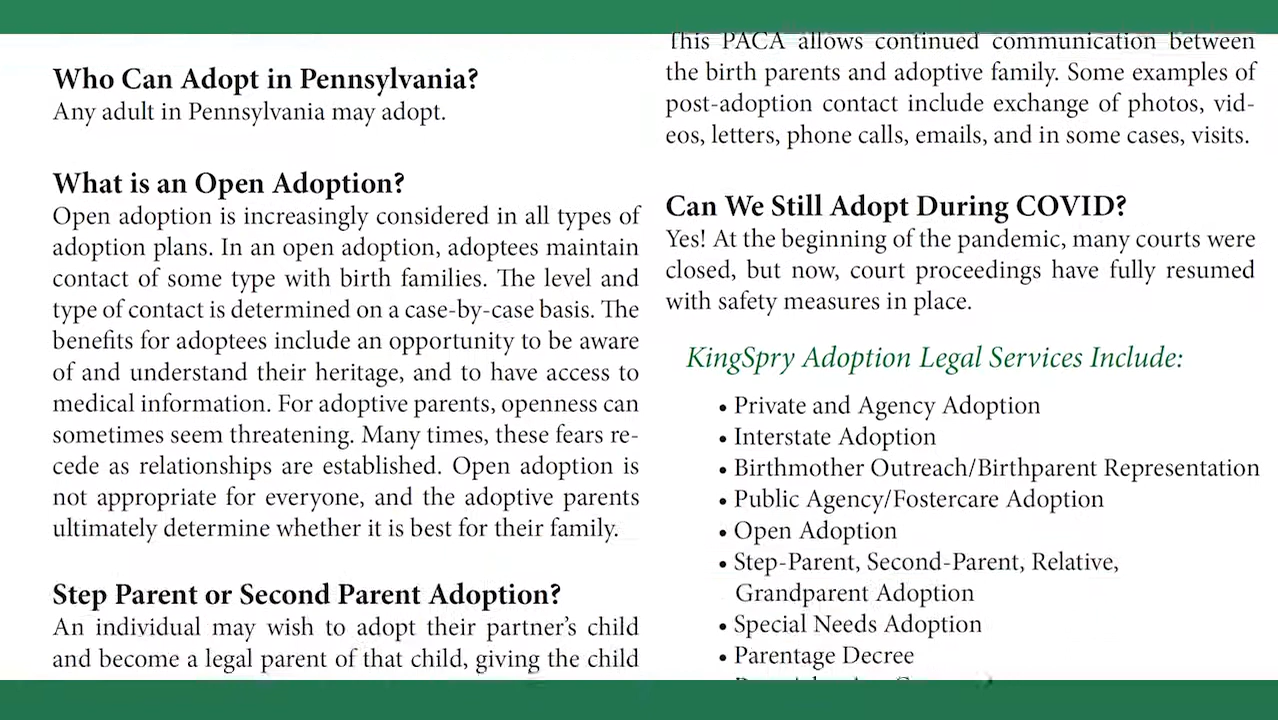 Who Can Adopt in Pennsylvania?
Any adult in Pennsylvania may adopt.
What is an Open Adoption?
Open adoption is increasingly considered in all types of
adoption plans. In an open adoption, adoptees maintain
contact of some type with birth families. The level and
type of contact is determined on a case-by-case basis. The
benefits for adoptees include an opportunity to be aware
of and understand their heritage, and to have access to
medical information. For adoptive parents, openness can
sometimes seem threatening. Many times, these fears re-
cede as relationships are established. Open adoption is
not appropriate for everyone, and the adoptive parents
ultimately determine whether it is best for their family.
Step Parent or Second Parent Adoption?
An individual may wish to adopt their partner's child
and become a legal parent of that child, giving the child
This PACA allows continued communication between
the birth parents and adoptive family. Some examples of
post-adoption contact include exchange of photos, vid-
eos, letters, phone calls, emails, and in some cases, visits.
Can We Still Adopt During COVID?
Yes! At the beginning of the pandemic, many courts were
closed, but now, court proceedings have fully resumed
with safety measures in place.
KingSpry Adoption Legal Services Include:
• Private and Agency Adoption
• Interstate Adoption
• Birthmother Outreach/Birthparent Representation
• Public Agency/Fostercare Adoption
• Open Adoption
• Step-Parent, Second-Parent, Relative,
Grandparent Adoption
• Special Needs Adoption
• Parentage Decree